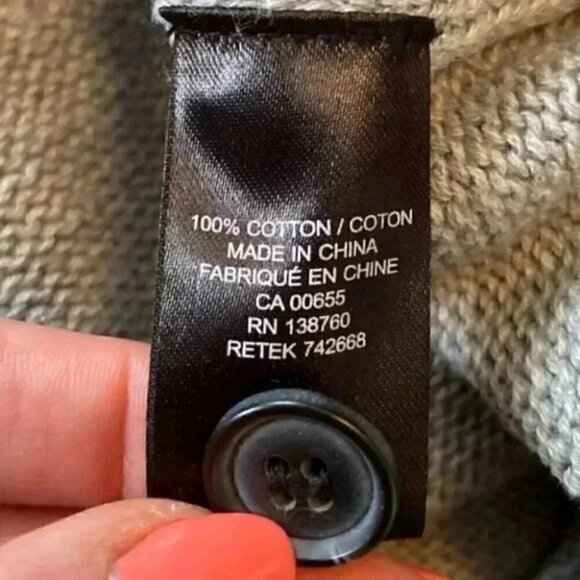 100% COTTON / COTON
MADE IN CHINA
FABRIQUÉ EN CHINE
CA 00655
RN 138760
RETEK 742668